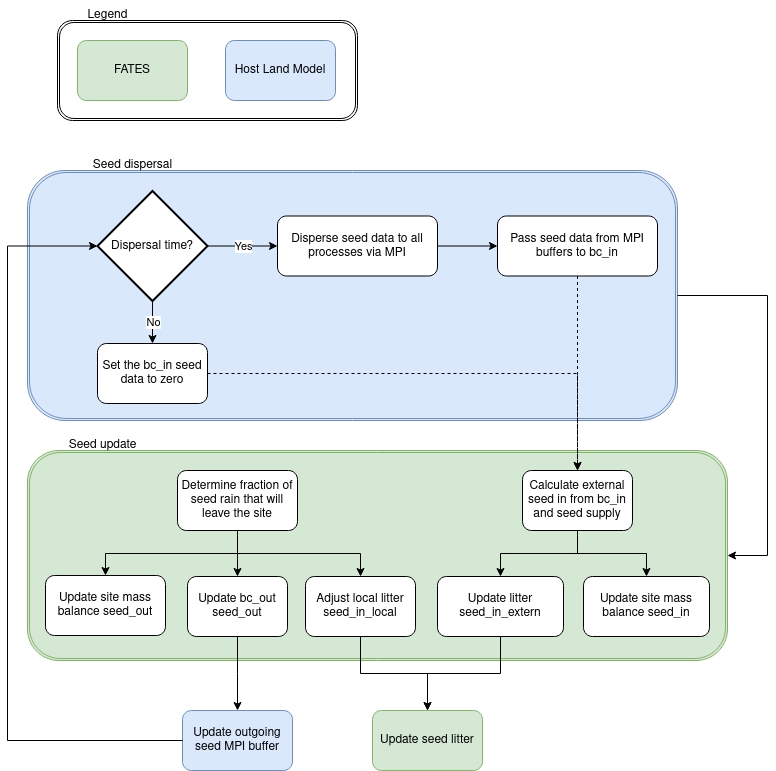 Legend
FATES
Host Land Model
Seed dispersal
Dispersal time?
Yes
Disperse seed data to all
processes via MPI
Pass seed data from MPI
buffers to bc_in
No
Set the bc_in seed
data to zero
Seed update
Determine fraction of
seed rain that will
leave the site
Calculate external
seed in from bc_in
and seed supply
Update site mass
balance seed_out
Update bc_out
seed_out
Adjust local litter
seed_in_local
Update litter
seed_in_extern
Update site mass
balance seed_in
Update outgoing
seed MPI buffer
Update seed litter